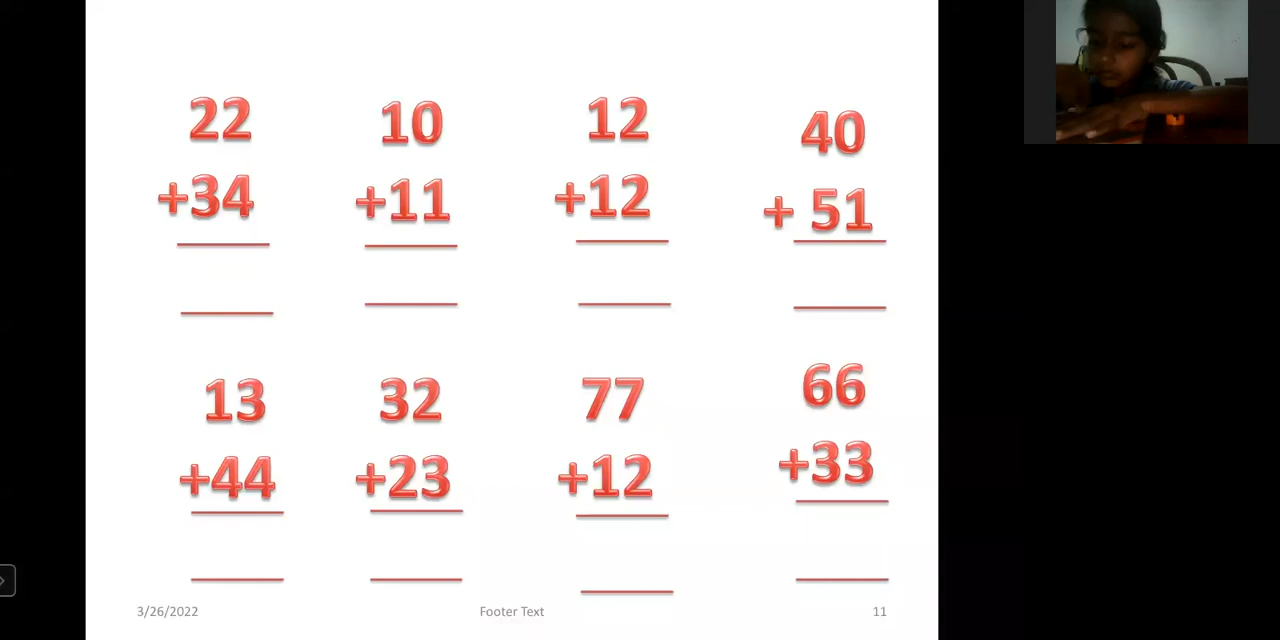 22 10 12 40
+34 +11 +12 + 51
13 32 77 66
+44 +23 +12 +33
3/26/2022 Footer Text 11